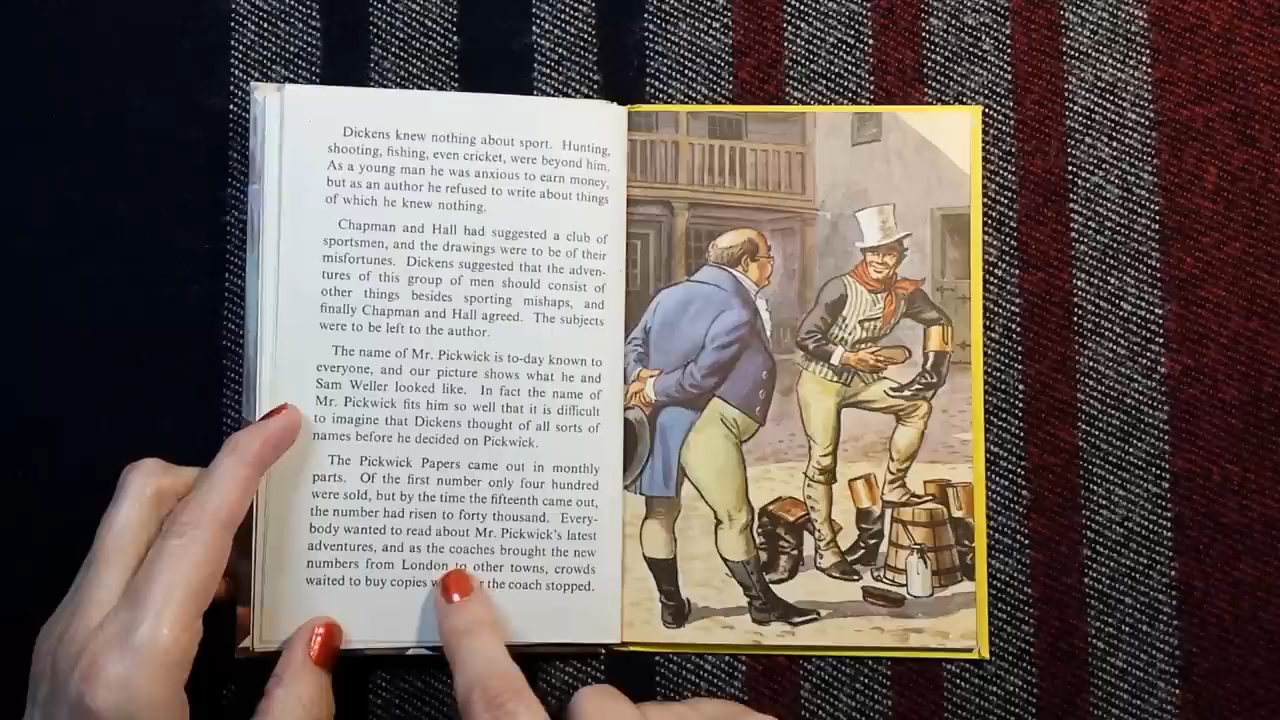 Dickens knew nothing about sport. Hunting,
shooting, fishing, even cricket, were beyond him.
As a young man he was anxious to earn money,
but as an author he refused to write about things
of which he knew nothing.
Chapman and Hall had suggested a club of
sportsmen, and the drawings were to be of their
misfortunes. Dickens suggested that the adven-
tures of this group of men should consist of
other things besides sporting mishaps, and
finally Chapman and Hall agreed. The subjects
were to be left to the author.
The name of Mr. Pickwick is to-day known to
everyone, and our picture shows what he and
Sam Weller looked like. In fact the name of
Mr. Pickwick fits him so well that it is difficult
to imagine that Dickens thought of all sorts of
names before he decided on Pickwick.
The Pickwick Papers came out in monthly
parts. Of the first number only four hundred
were sold, but by the time the fifteenth came out,
the number had risen to forty thousand. Every-
body wanted to read about Mr. Pickwick's latest
adventures, and as the coaches brought the new
numbers from London to other towns, crowds
waited to buy copies the coach stopped.